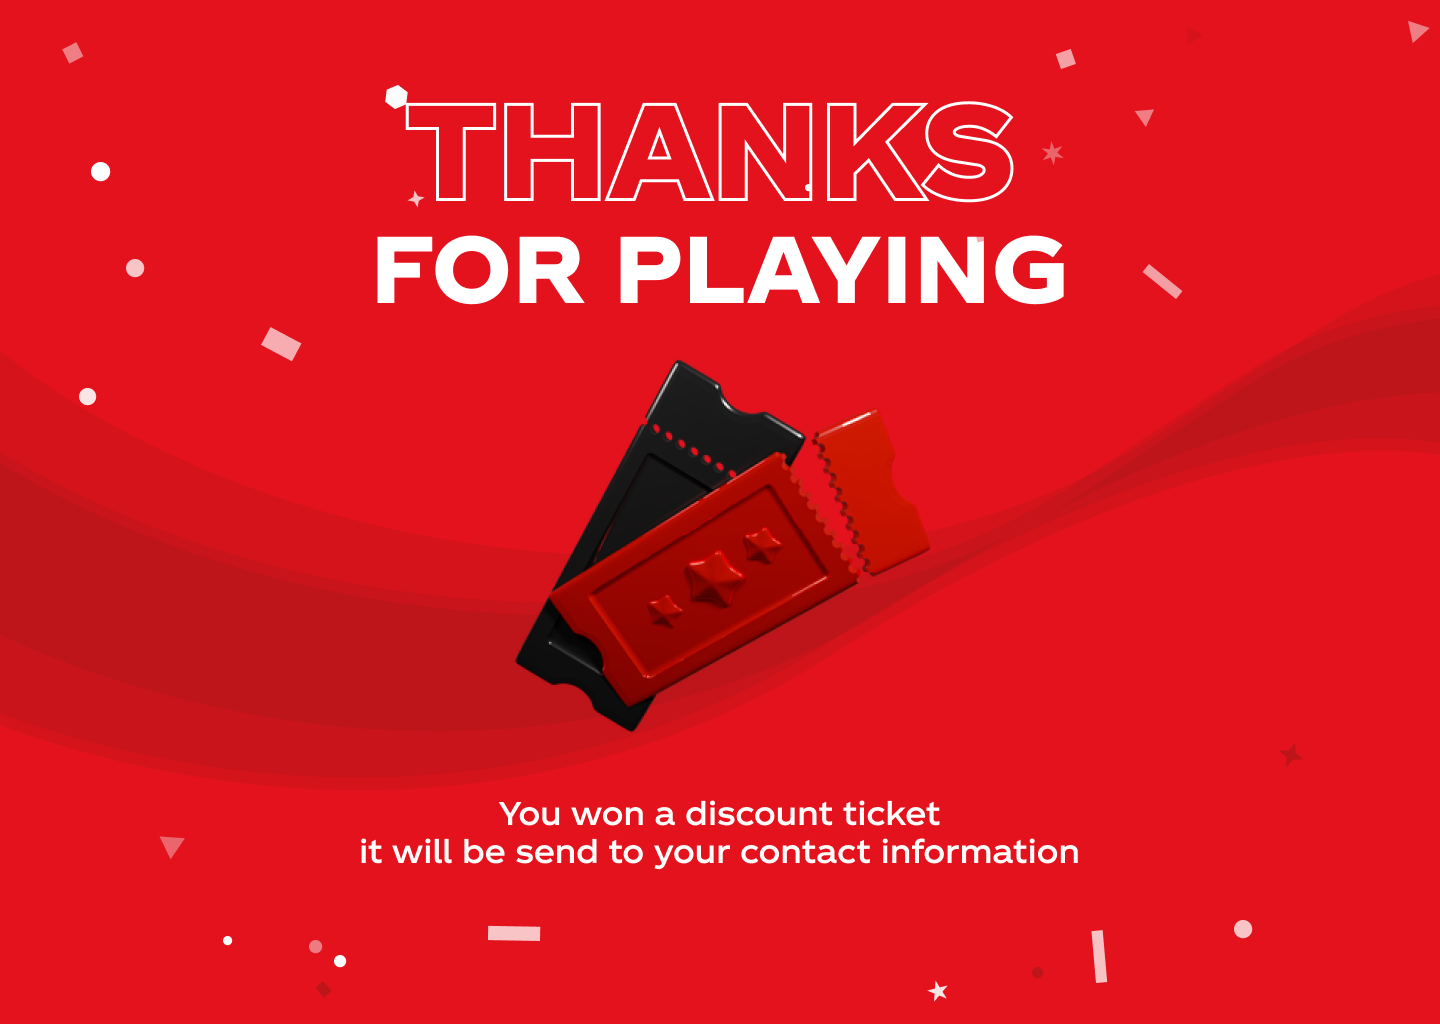 THANKS
FOR PLAYING
You won a discount ticket
it will be send to your contact information